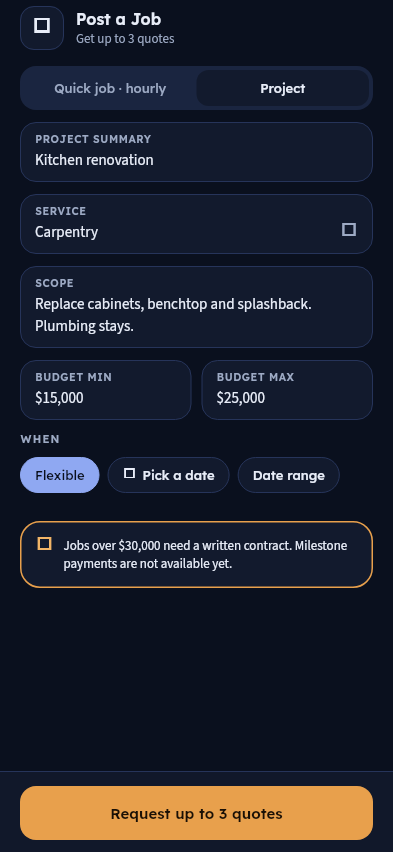 Post a Job
Get up to 3 quotes
Quick job · hourly
Project
PROJECT SUMMARY
Kitchen renovation
SERVICE
Carpentry
SCOPE
Replace cabinets, benchtop and splashback.
Plumbing stays.
BUDGET MIN
$15,000
BUDGET MAX
$25,000
WHEN
Flexible
Pick a date
Date range
Jobs over $30,000 need a written contract. Milestone
payments are not available yet.
Request up to 3 quotes